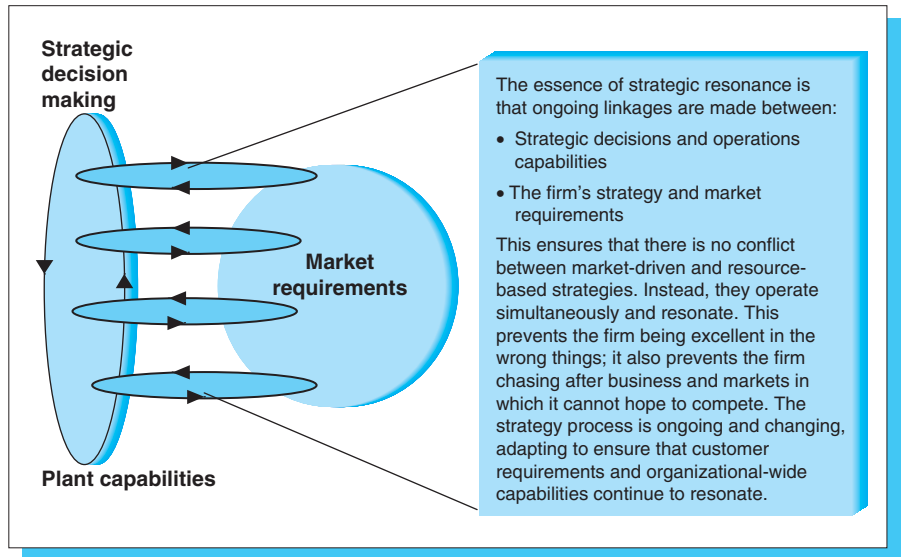 Strategic
decision
making
Market
requirements
Plant capabilities
The essence of strategic resonance is
that ongoing linkages are made between:
• Strategic decisions and operations
capabilities
• The firm's strategy and market
requirements
This ensures that there is no conflict
between market-driven and resource-
based strategies. Instead, they operate
simultaneously and resonate. This
prevents the firm being excellent in the
wrong things; it also prevents the firm
chasing after business and markets in
which it cannot hope to compete. The
strategy process is ongoing and changing,
adapting to ensure that customer
requirements and organizational-wide
capabilities continue to resonate.